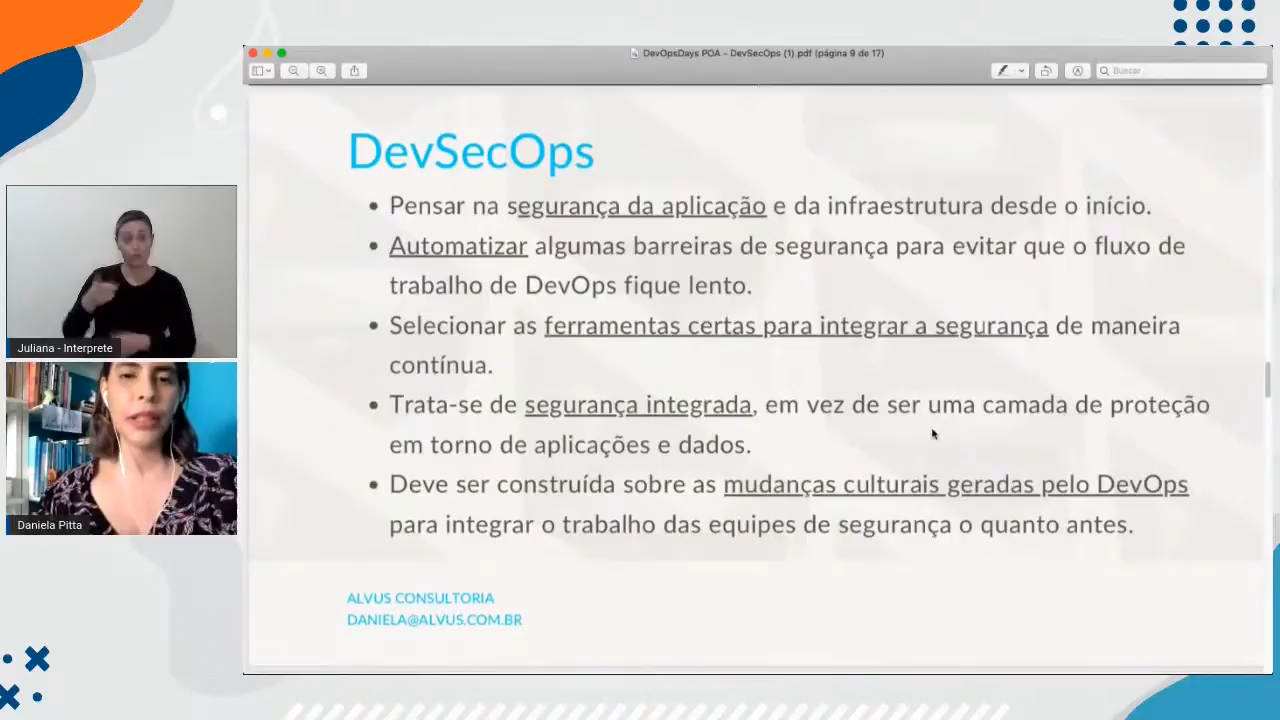 DevOpsDays POA - DevSecOps (1).pdf (página 9 de 17)
Buscar
DevSecOps
• Pensar na segurança da aplicação e da infraestrutura desde o início.
• Automatizar algumas barreiras de segurança para evitar que o fluxo de
trabalho de DevOps fique lento.
• Selecionar as ferramentas certas para integrar a segurança de maneira
contínua.
• Trata-se de segurança integrada, em vez de ser uma camada de proteção
em torno de aplicações e dados.
• Deve ser construída sobre as mudanças culturais geradas pelo DevOps
para integrar o trabalho das equipes de segurança o quanto antes.
ALVUS CONSULTORIA
DANIELA@ALVUS.COM.BR
Juliana - Interprete
Daniela Pitta